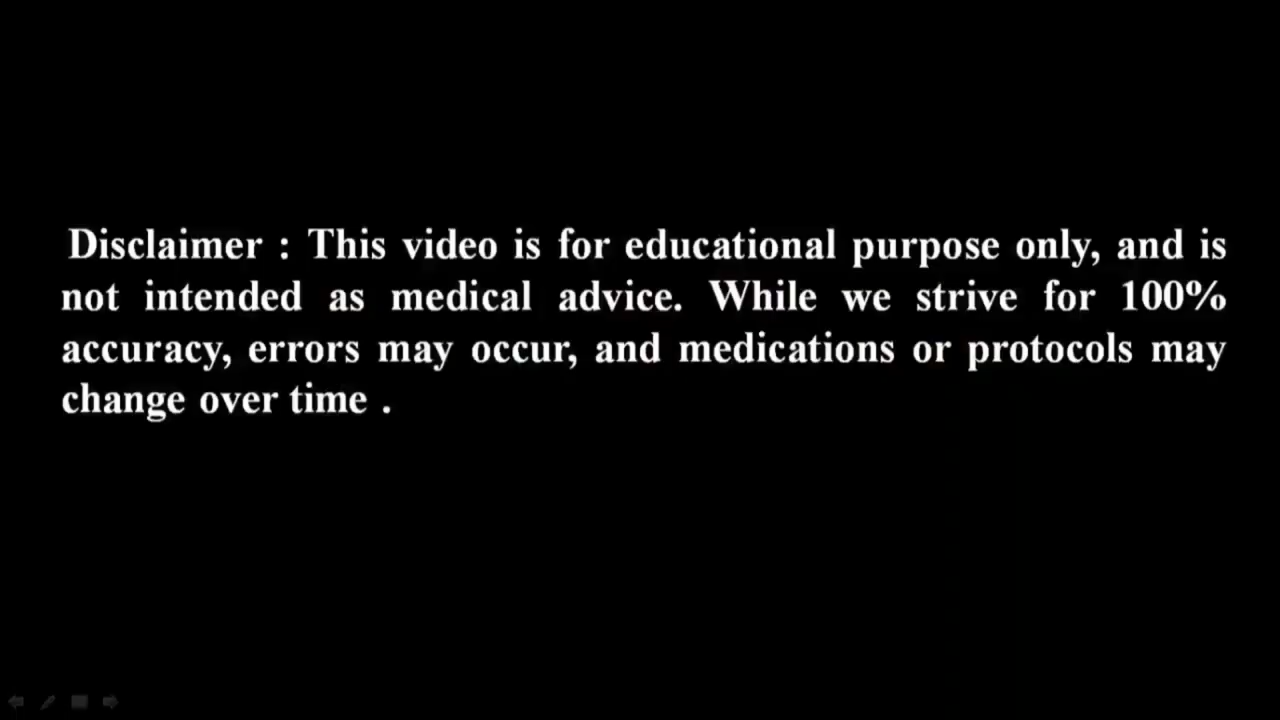 Disclaimer : This video is for educational purpose only, and is
not intended as medical advice. While we strive for 100%
accuracy, errors may occur, and medications or protocols may
change over time .